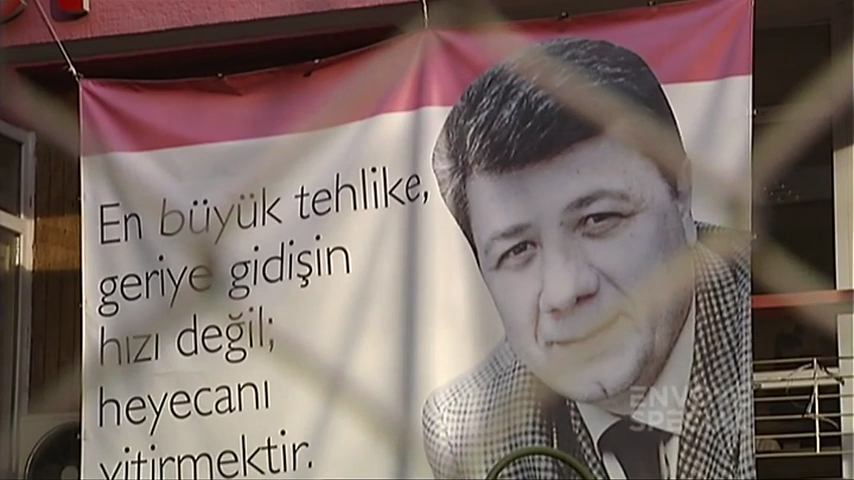 En büyük tehlike,
geriye gidişin
hızı değil;
heyecanı
yitirmektir.